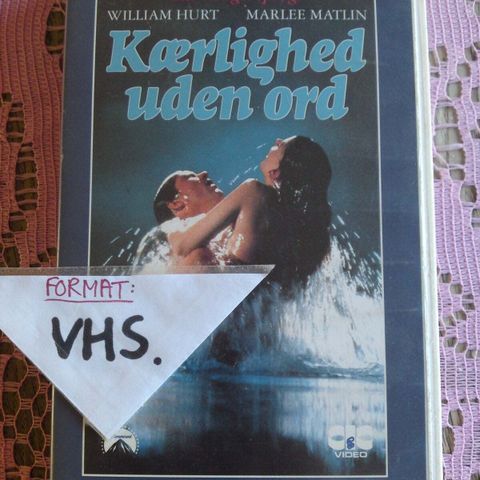 WILLIAM HURT MARLEE MATLIN
Kærlighed
uden ord
FORMAT:
VHS.
CIC
VIDEO